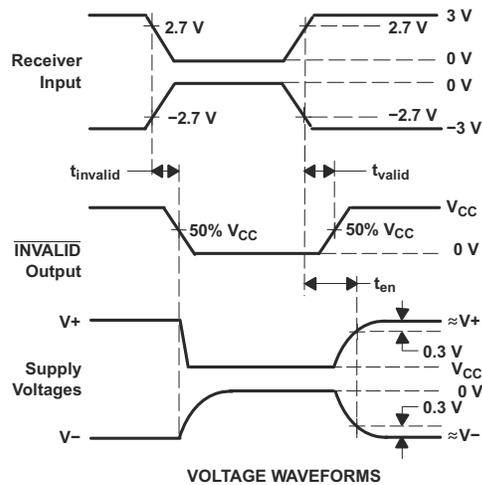 2.7 V
2.7 V
3 V
Receiver
Input
0 V
0 V
−2.7 V
−2.7 V
−3 V
tinvalid
tvalid
50% VCC
50% VCC
VCC
INVALID
Output
0 V
ten
V+
≈V+
0.3 V
Supply
Voltages
VCC
0 V
0.3 V
V−
≈V−
VOLTAGE WAVEFORMS